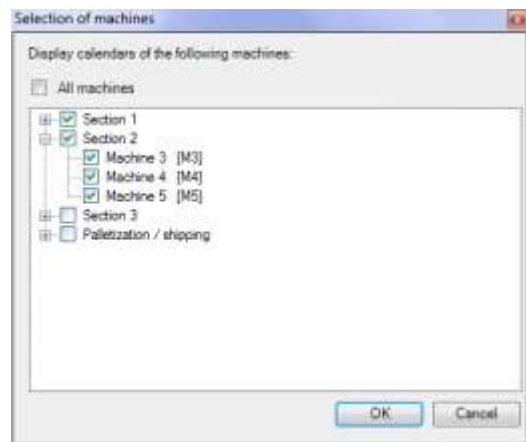 Selection of machines
Display calendars of the following machines:
All machines
Section 1
Section 2
Machine 3 [M3]
Machine 4 [M4]
Machine 5 [M5]
Section 3
Palletization / shipping
OK Cancel